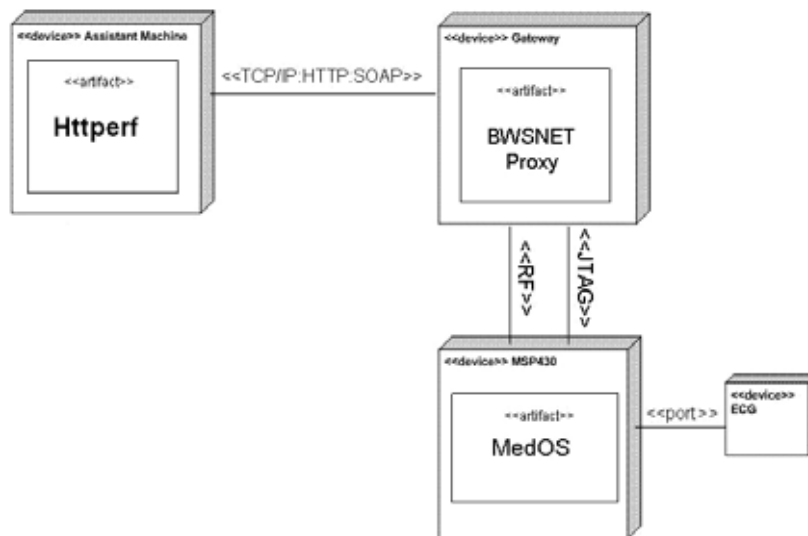 <<device>> Assistant Machine
<<artifact>>
Httperf
<<TCP/IP:HTTP:SOAP>>
<<device>> Gateway
<<artifact>>
BWSNET
Proxy
<<RF>>
<<JTAG>>
<<device>> MSP430
<<artifact>>
MedOS
<<port>>
<<device>>
ECG